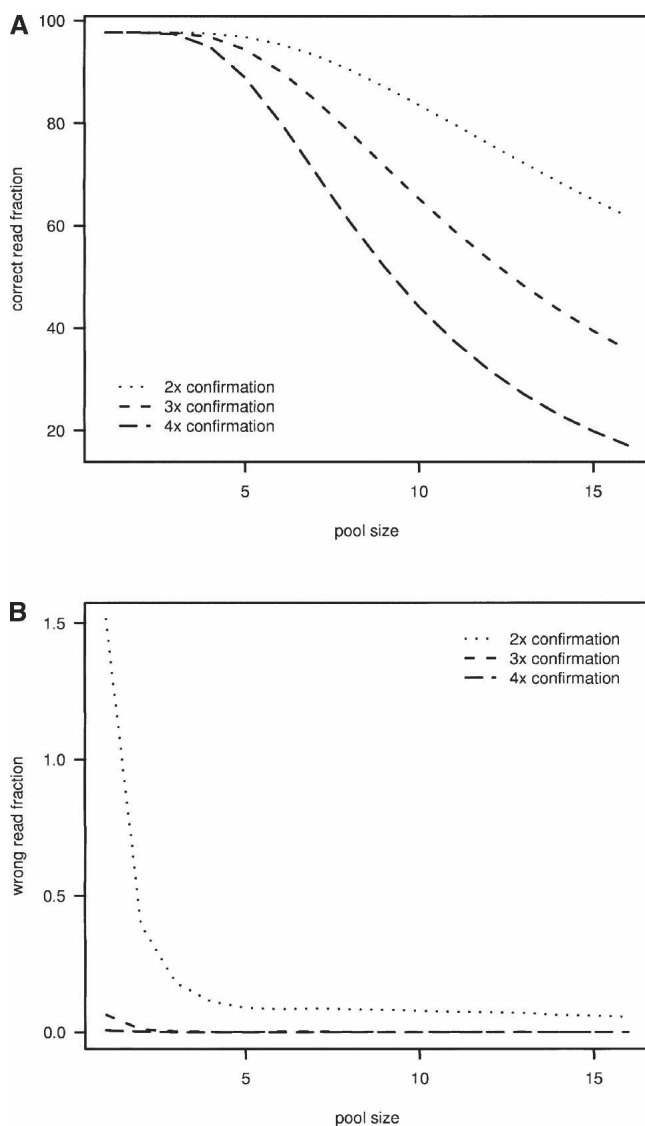 A
100
80
60
40
20
correct read fraction
2x confirmation
3x confirmation
4x confirmation
5 10 15
pool size
B
1.5
1.0
0.5
0.0
wrong read fraction
2x confirmation
3x confirmation
4x confirmation
5 10 15
pool size